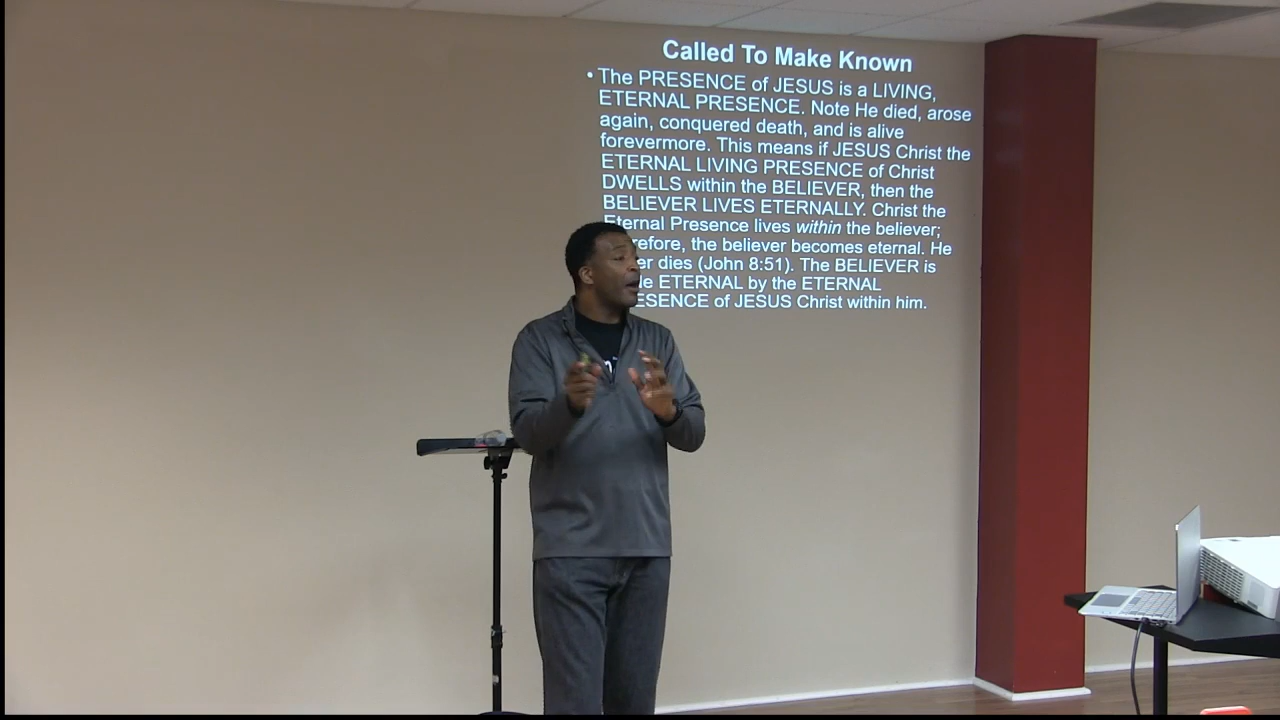 Called To Make Known
• The PRESENCE of JESUS is a LIVING,
ETERNAL PRESENCE. Note He died, arose
again, conquered death, and is alive
forevermore. This means if JESUS Christ the
ETERNAL LIVING PRESENCE of Christ
DWELLS within the BELIEVER, then the
BELIEVER LIVES ETERNALLY. Christ the
Eternal Presence lives within the believer;
refore, the believer becomes eternal. He
er dies (John 8:51). The BELIEVER is
e ETERNAL by the ETERNAL
ESENCE of JESUS Christ within him.